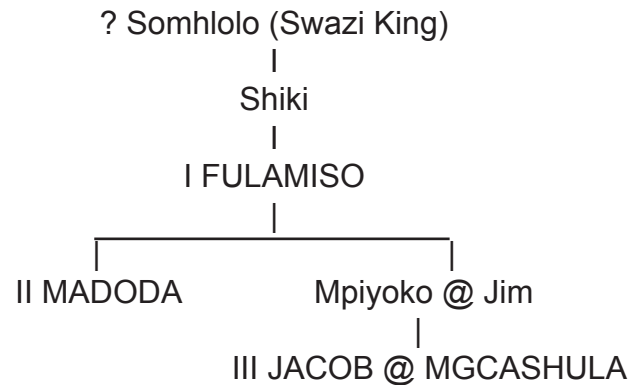 ? Somhlolo (Swazi King)
Shiki
I FULAMISO
II MADODA Mpiyoko @ Jim
III JACOB @ MGCASHULA